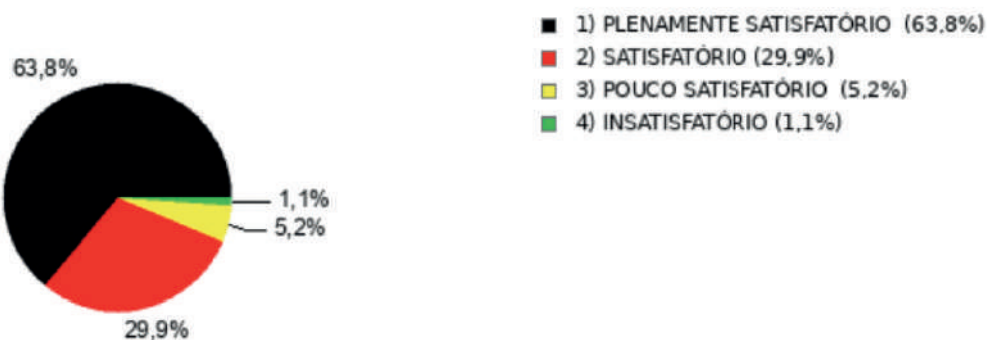 63,8%
1,1%
5,2%
29,9%
1) PLENAMENTE SATISFATÓRIO (63,8%)
2) SATISFATÓRIO (29,9%)
3) POUCO SATISFATÓRIO (5,2%)
4) INSATISFATÓRIO (1,1%)